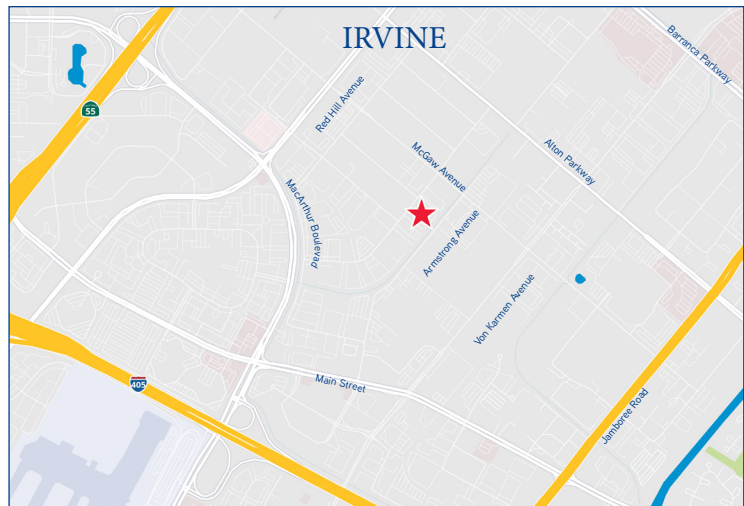 IRVINE
Barranca Parkway
55
Red Hill Avenue
McGaw Avenue
Alton Parkway
MacArthur Boulevad
Armstrong Avenue
Von Karmen Avenue
405
Main Street
Jamboree Road